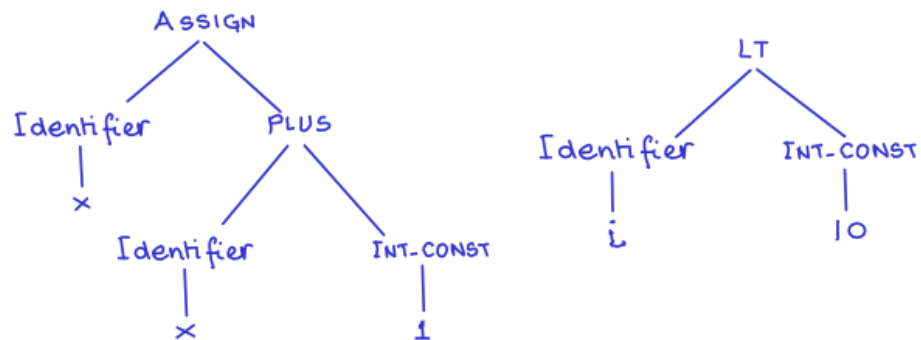 ASSIGN
Identifier PLUS
x
Identifier INT-CONST
x 1
LT
Identifier INT-CONST
i 10